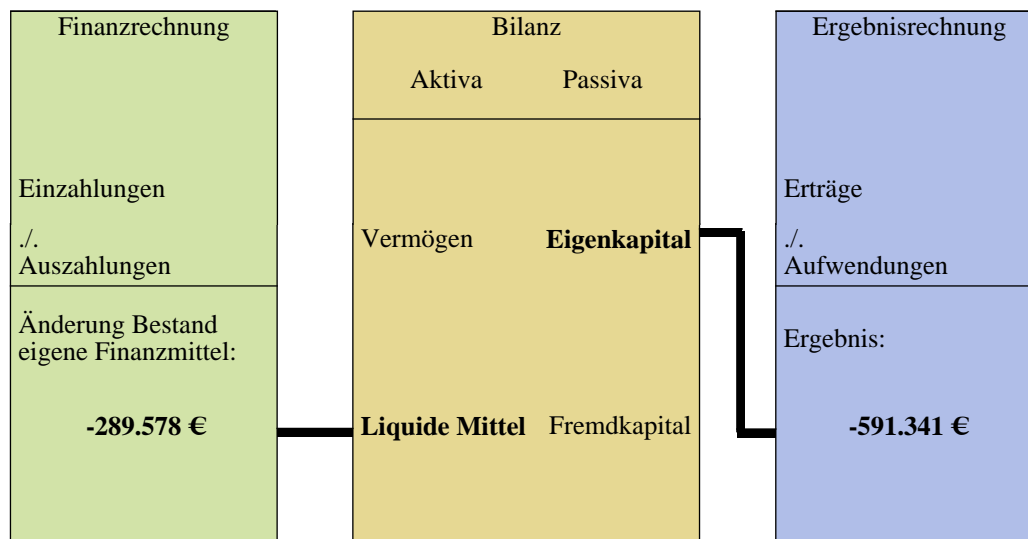 Finanzrechnung
Einzahlungen
./.
Auszahlungen
Änderung Bestand
eigene Finanzmittel:
-289.578 €
Bilanz
Aktiva Passiva
Vermögen Eigenkapital
Liquide Mittel Fremdkapital
Ergebnisrechnung
Erträge
./.
Aufwendungen
Ergebnis:
-591.341 €